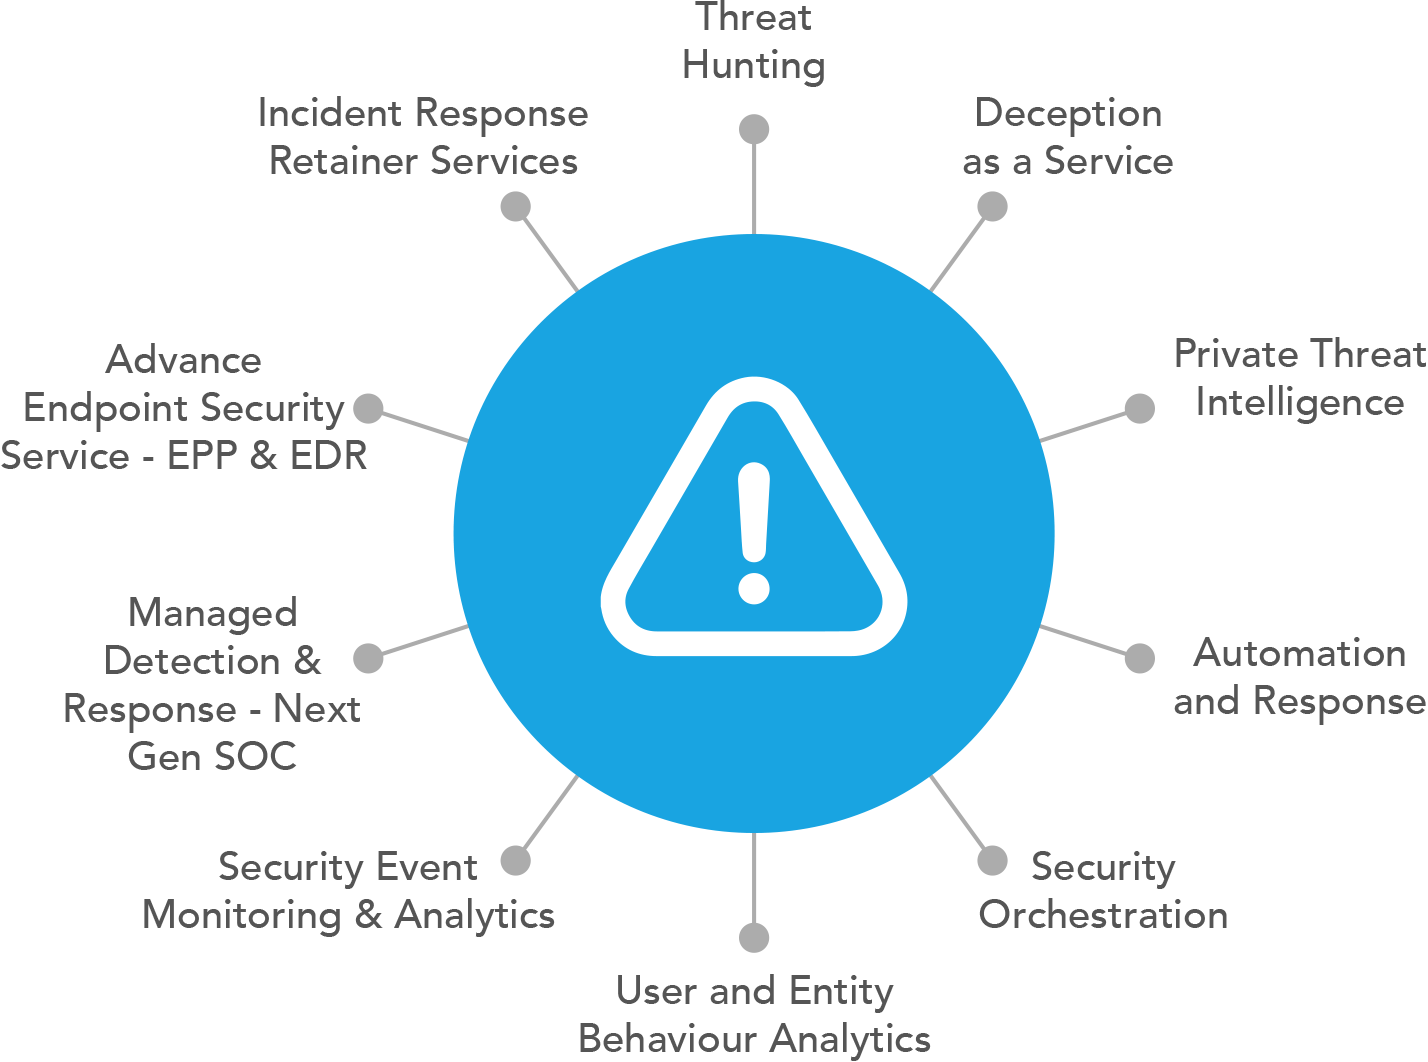 Threat
Hunting
Deception
as a Service
Private Threat
Intelligence
Automation
and Response
Security
Orchestration
User and Entity
Behaviour Analytics
Security Event
Monitoring & Analytics
Managed
Detection &
Response - Next
Gen SOC
Advance
Endpoint Security
Service - EPP & EDR
Incident Response
Retainer Services